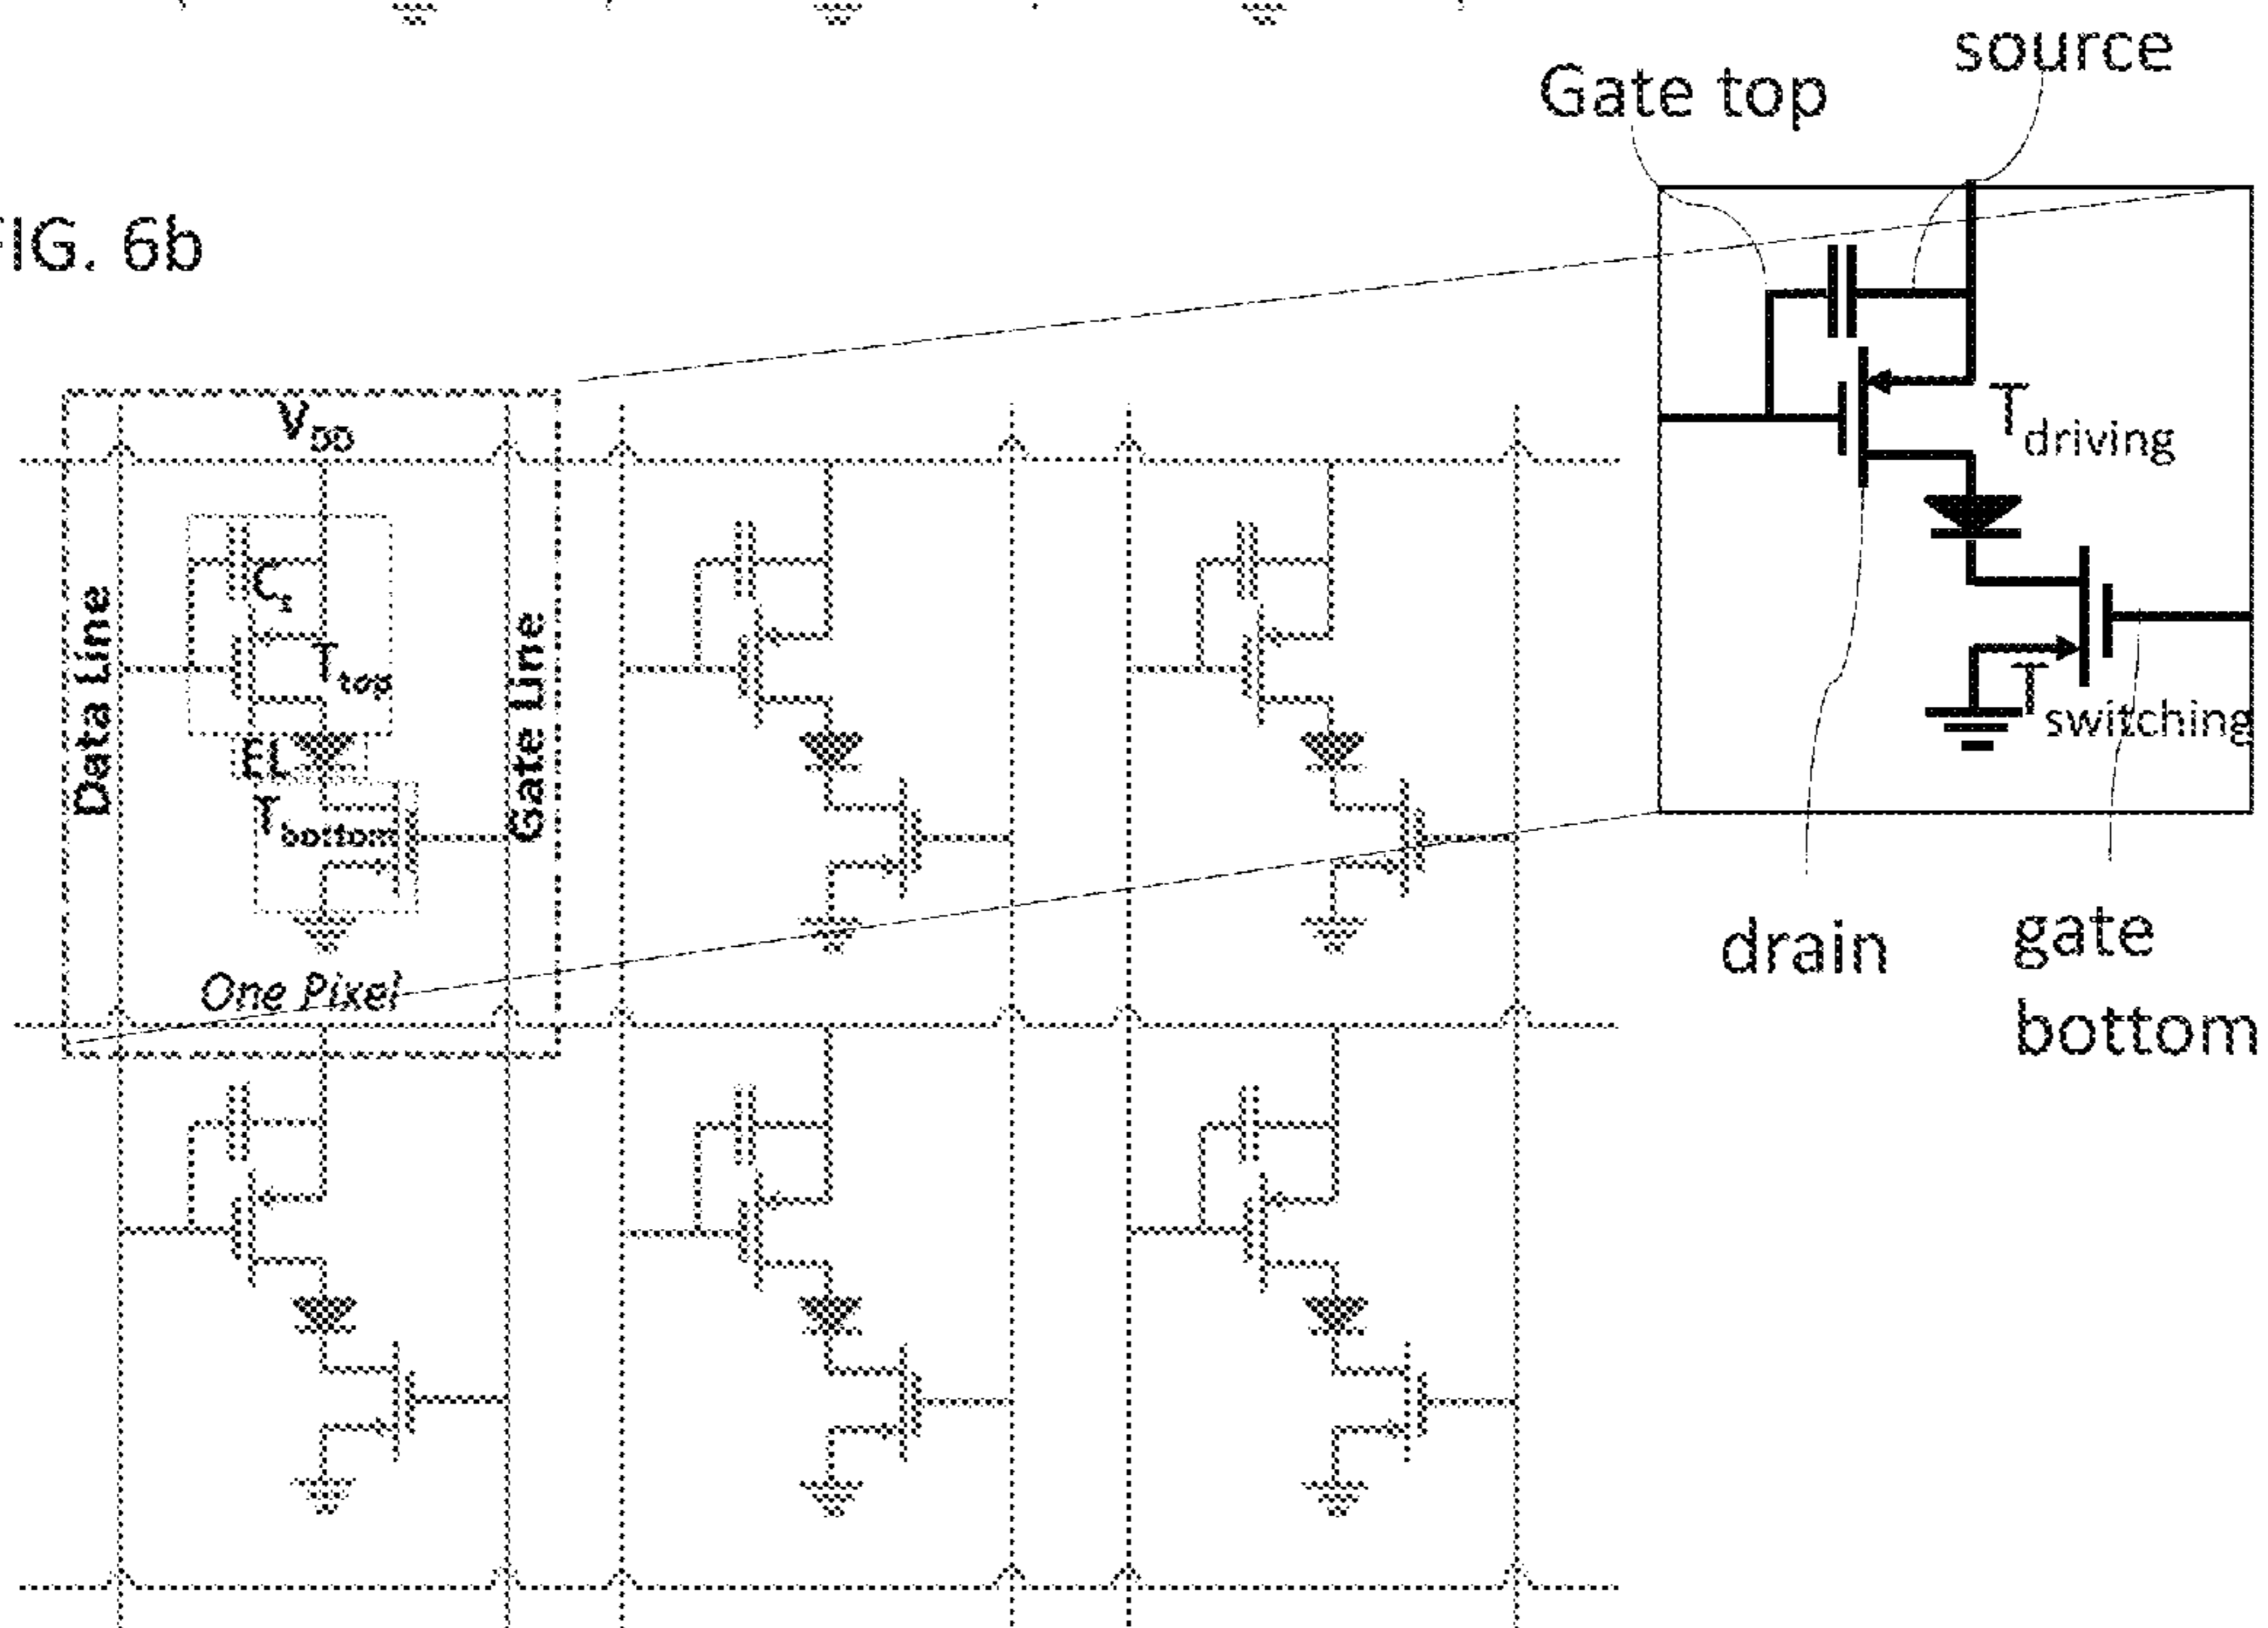 source
Gate top
FIG. 6b
V_DD
T_driving
C_s
Data Line
Gate Line
T_top
EL
T_switching
T_bottom
drain
gate
bottom
One Pixel